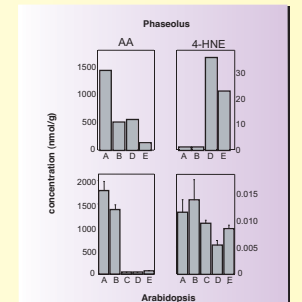 Phaseolus
AA 4-HNE
1500
1000
500
0
30
20
10
0
A B D E A B D E
concentration (nmol/g)
2000
1500
1000
500
0
0.015
0.010
0.005
0
A B C D E A B C D E
Arabidopsis